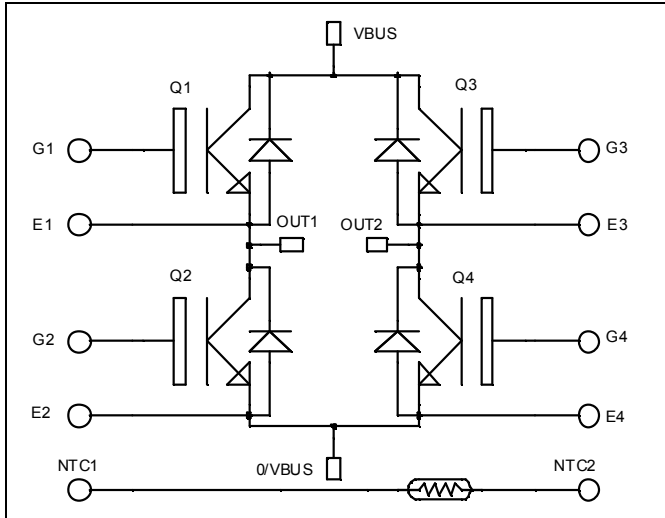 VBUS
Q1
Q3
G1
G3
E1
OUT1
OUT2
E3
Q2
Q4
G2
G4
E2
E4
NTC1
0/VBUS
NTC2